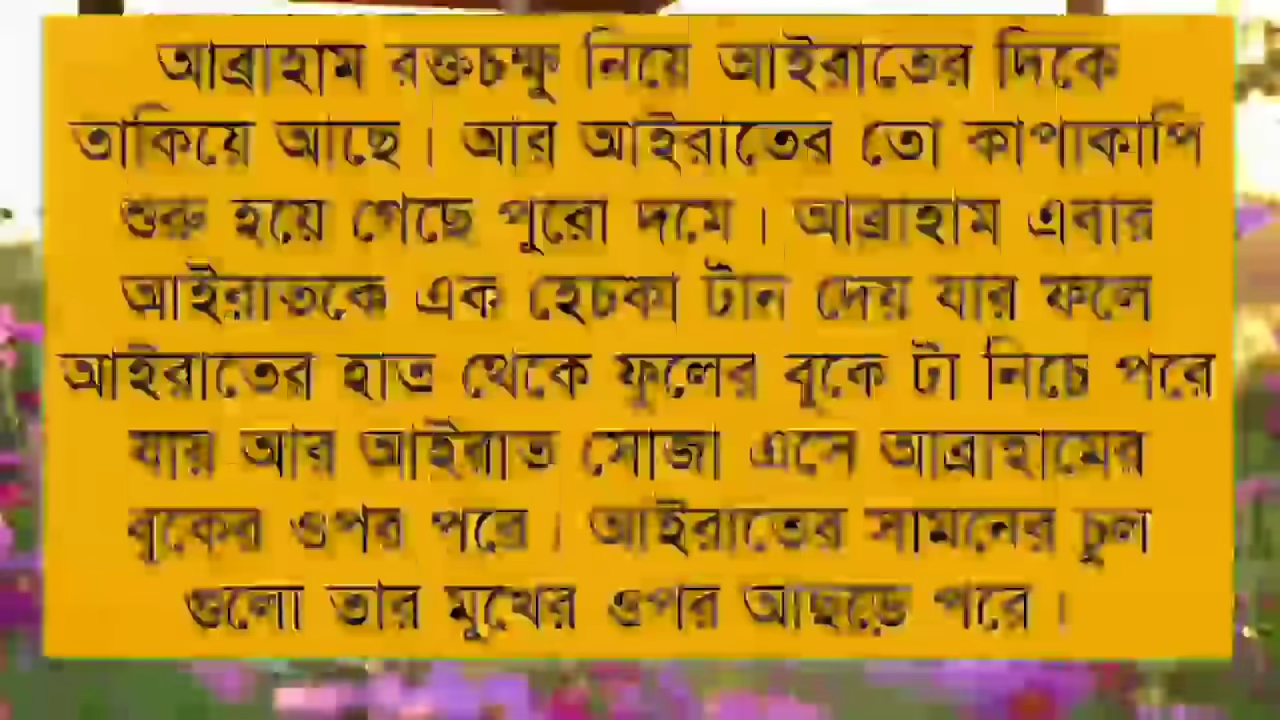 আব্রাহাম রক্তচক্ষু নিয়ে আইরাতের দিকে
তাকিয়ে আছে। আর আইরাতের তো কাপাকাপি
শুরু হয়ে গেছে পুরো দমে। আব্রাহাম এবার
আইরাতকে এক হেচকা টান দেয় যার ফলে
আইরাতের হাত থেকে ফুলের বুকে টা নিচে পরে
যায় আর আইরাত সোজা এসে আব্রাহামের
বুকের ওপর পরে। আইরাতের সামনের চুল
গুলো তার মুখের ওপর আছড়ে পরে।